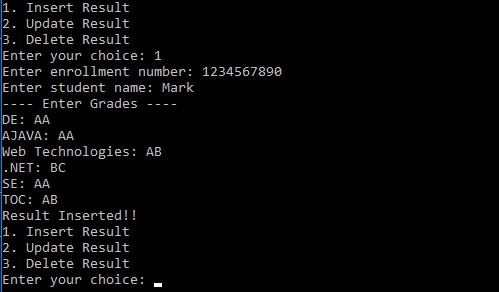 1. Insert Result
2. Update Result
3. Delete Result
Enter your choice: 1
Enter enrollment number: 1234567890
Enter student name: Mark
---- Enter Grades ----
DE: AA
AJAVA: AA
Web Technologies: AB
.NET: BC
SE: AA
TOC: AB
Result Inserted!!
1. Insert Result
2. Update Result
3. Delete Result
Enter your choice: